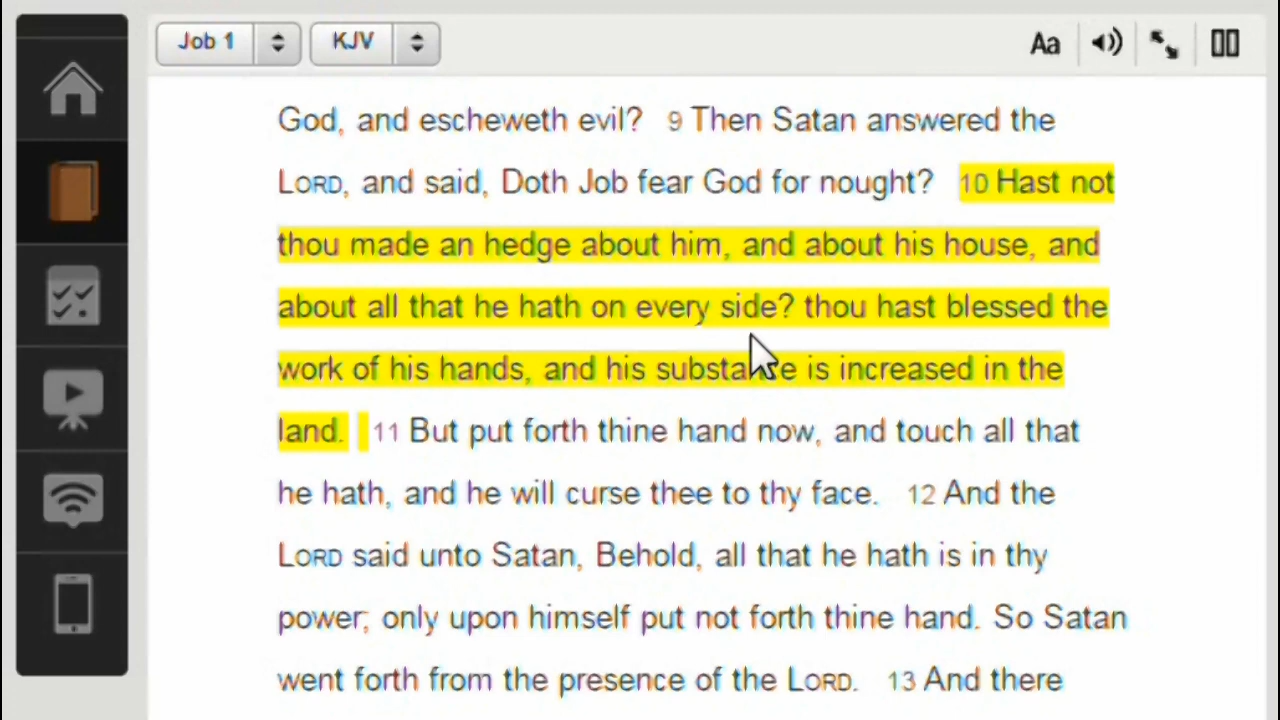 Job 1 KJV Aa
God, and escheweth evil? 9 Then Satan answered the
LORD, and said, Doth Job fear God for nought? 10 Hast not
thou made an hedge about him, and about his house, and
about all that he hath on every side? thou hast blessed the
work of his hands, and his substance is increased in the
land. 11 But put forth thine hand now, and touch all that
he hath, and he will curse thee to thy face. 12 And the
LORD said unto Satan, Behold, all that he hath is in thy
power; only upon himself put not forth thine hand. So Satan
went forth from the presence of the LORD. 13 And there